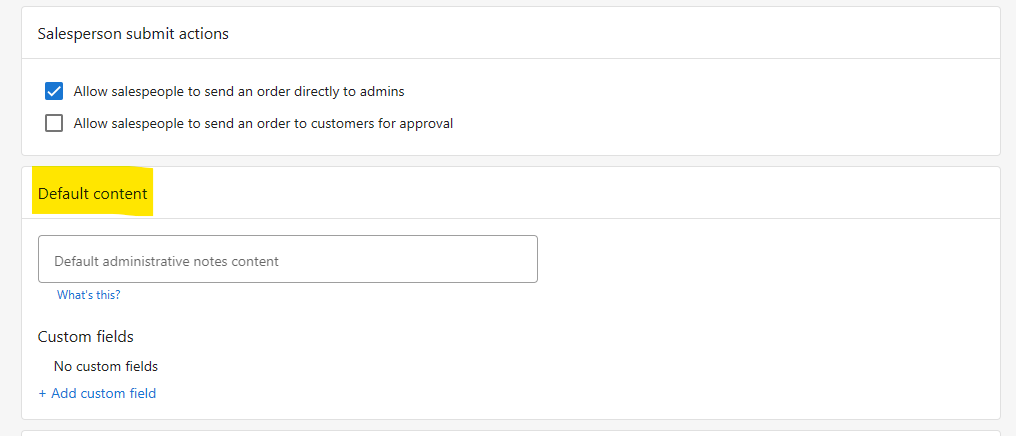 Salesperson submit actions
Allow salespeople to send an order directly to admins
Allow salespeople to send an order to customers for approval
Default content
Default administrative notes content
What's this?
Custom fields
No custom fields
+ Add custom field